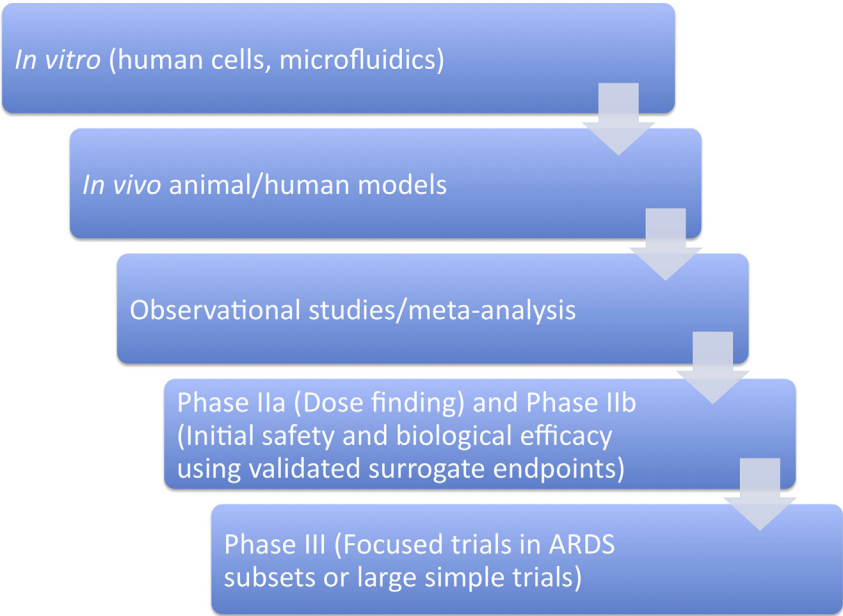 In vitro (human cells, microfluidics)
In vivo animal/human models
Observational studies/meta-analysis
Phase IIa (Dose finding) and Phase IIb
(Initial safety and biological efficacy
using validated surrogate endpoints)
Phase III (Focused trials in ARDS
subsets or large simple trials)